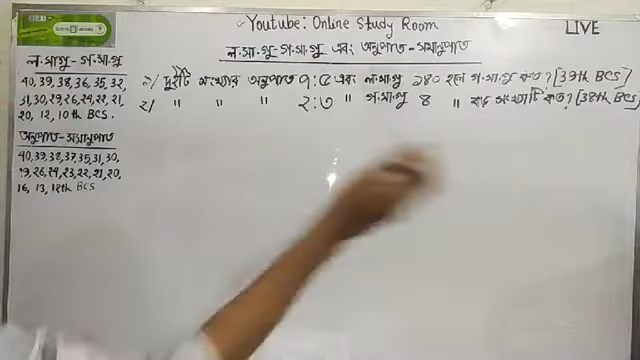 Youtube: Online Study Room
LIVE
ল.সা.গু-গ.সা.গু এবং অনুপাত-সমানুপাত
ল.সাগু - গ.সা.গু
40,39,38,36,35,32,
31,30,29,26,24,22,21,
20,12,10th BCS.
অনুপাত-সমানুপাত
40,39,38,37,35,31,30,
29,26,24,23,22,21,20,
16,13,12th BCS
১/ দুইটি সংখ্যার অনুপাত ৭:৫ এবং ল.সা.গু ১৪০ হলে গ.সা.গু কত? [39th BCS]
২/ " " " ২:৩ " গ.সা.গু ৪ " বড় সংখ্যাটি কত? [38th BCS]